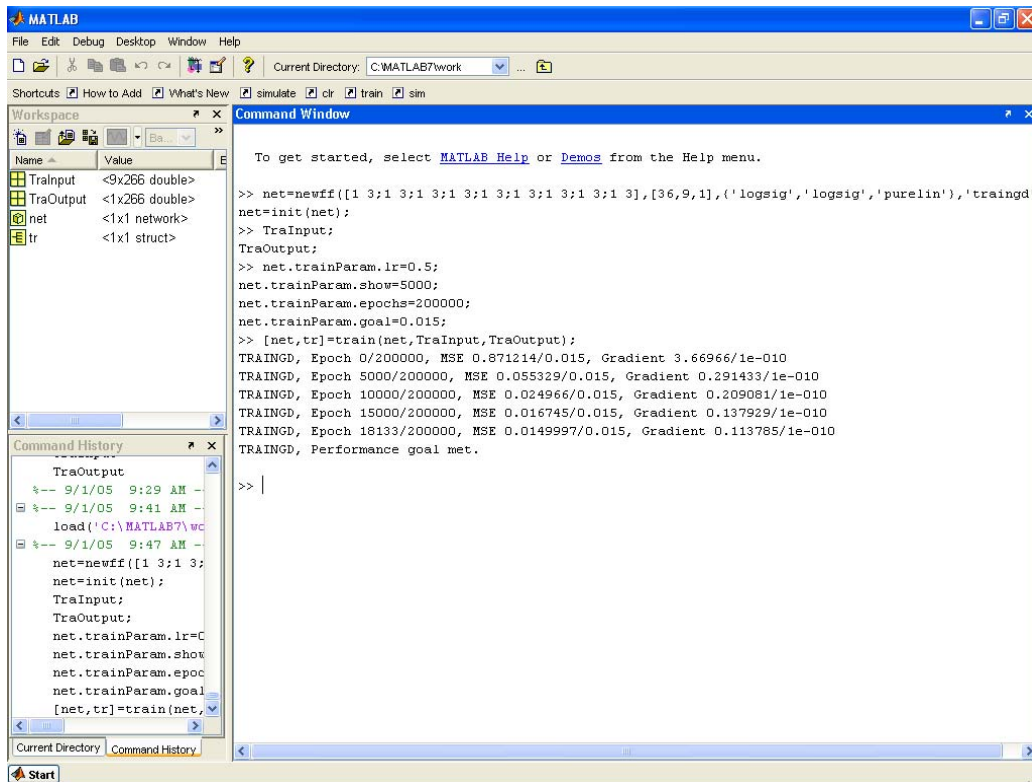 MATLAB
File Edit Debug Desktop Window Help
Current Directory: C:\MATLAB7\work
Shortcuts How to Add What's New simulate clr train sim
Workspace
Ba...
Name Value
TraInput <9x266 double>
TraOutput <1x266 double>
net <1x1 network>
tr <1x1 struct>
Command History
TraOutput
%-- 9/1/05 9:29 AM -
%-- 9/1/05 9:41 AM -
load('C:\MATLAB7\wo
%-- 9/1/05 9:47 AM -
net=newff([1 3;1 3;
net=init(net);
TraInput;
TraOutput;
net.trainParam.lr=0
net.trainParam.show
net.trainParam.epoc
net.trainParam.goal
[net,tr]=train(net,
Current Directory Command History
Command Window
To get started, select MATLAB Help or Demos from the Help menu.
>> net=newff([1 3;1 3;1 3;1 3;1 3;1 3;1 3;1 3;1 3],[36,9,1],{'logsig','logsig','purelin'},'traingd
net=init(net);
>> TraInput;
TraOutput;
>> net.trainParam.lr=0.5;
net.trainParam.show=5000;
net.trainParam.epochs=200000;
net.trainParam.goal=0.015;
>> [net,tr]=train(net,TraInput,TraOutput);
TRAINGD, Epoch 0/200000, MSE 0.871214/0.015, Gradient 3.66966/1e-010
TRAINGD, Epoch 5000/200000, MSE 0.055329/0.015, Gradient 0.291433/1e-010
TRAINGD, Epoch 10000/200000, MSE 0.024966/0.015, Gradient 0.209081/1e-010
TRAINGD, Epoch 15000/200000, MSE 0.016745/0.015, Gradient 0.137929/1e-010
TRAINGD, Epoch 18133/200000, MSE 0.0149997/0.015, Gradient 0.113785/1e-010
TRAINGD, Performance goal met.
>>
Start